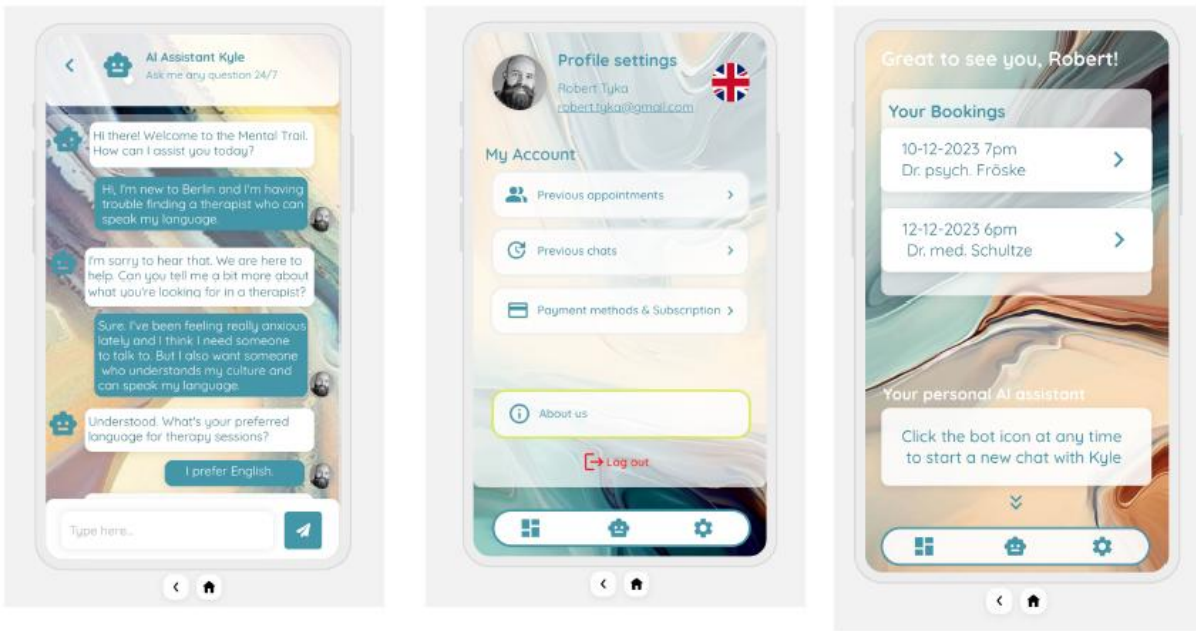 AI Assistant Kyle
Ask me any question 24/7
Hi there! Welcome to the Mental Trail.
How can I assist you today?
Hi, I'm new to Berlin and I'm having
trouble finding a therapist who can
speak my language.
I'm sorry to hear that. We are here to
help. Can you tell me a bit more about
what you're looking for in a therapist?
Sure. I've been feeling really anxious
lately and I think I need someone
to talk to. But I also want someone
who understands my culture and
can speak my language.
Understood. What's your preferred
language for therapy sessions?
I prefer English.
Type here...
Profile settings
Robert Tyka
robert.tyka@gmail.com
My Account
Previous appointments
Previous chats
Payment methods & Subscription
About us
Log out
Great to see you, Robert!
Your Bookings
10-12-2023 7pm
Dr. psych. Fröske
12-12-2023 6pm
Dr. med. Schultze
Your personal AI assistant
Click the bot icon at any time
to start a new chat with Kyle